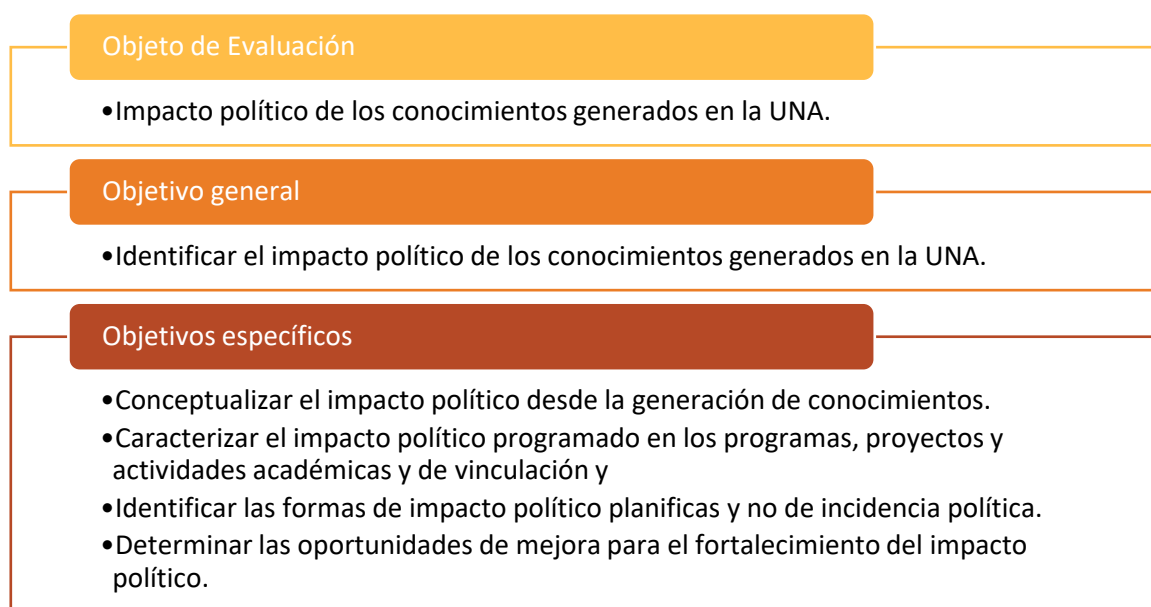 Objeto de Evaluación
•Impacto político de los conocimientos generados en la UNA.
Objetivo general
•Identificar el impacto político de los conocimientos generados en la UNA.
Objetivos específicos
•Conceptualizar el impacto político desde la generación de conocimientos.
•Caracterizar el impacto político programado en los programas, proyectos y
actividades académicas y de vinculación y
•Identificar las formas de impacto político planificas y no de incidencia política.
•Determinar las oportunidades de mejora para el fortalecimiento del impacto
político.